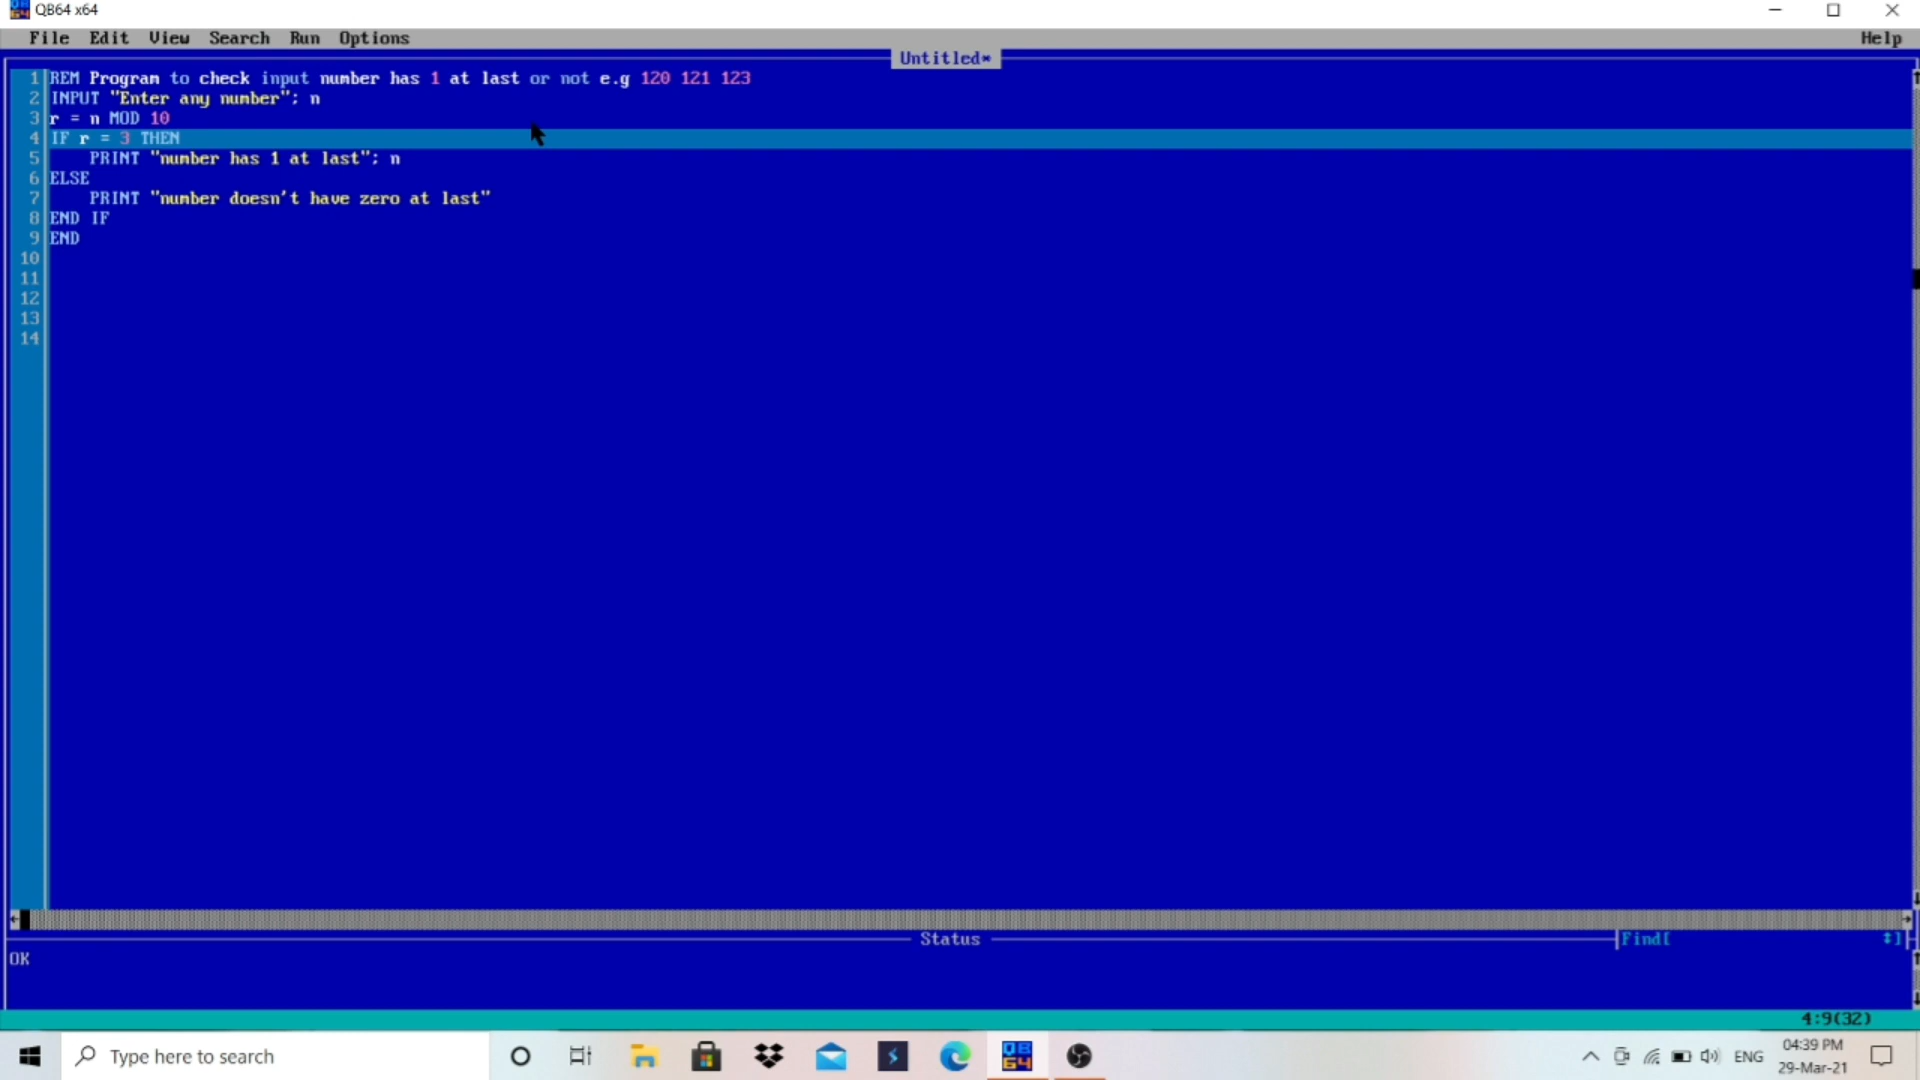 QB64 x64
File Edit View Search Run Options Help
Untitled*
1 REM Program to check input number has 1 at last or not e.g 120 121 123
2 INPUT "Enter any number"; n
3 r = n MOD 10
4 IF r = 3 THEN
5 PRINT "number has 1 at last"; n
6 ELSE
7 PRINT "number doesn't have zero at last"
8 END IF
9 END
10
11
12
13
14
Status
Find[ ]
OK
4:9(32)
Type here to search
QB64
ENG
04:39 PM
29-Mar-21